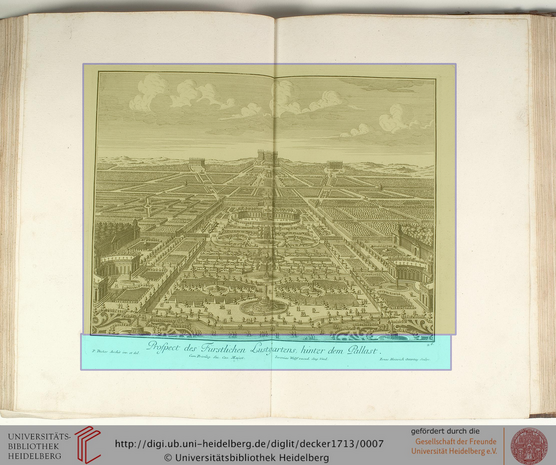 Prospect des Fürstlichen Lustgartens, hinter dem Pallast.
UNIVERSITÄTS-
BIBLIOTHEK
HEIDELBERG
http://digi.ub.uni-heidelberg.de/diglit/decker1713/0007
© Universitätsbibliothek Heidelberg
gefördert durch die
Gesellschaft der Freunde
Universität Heidelberg e.V.